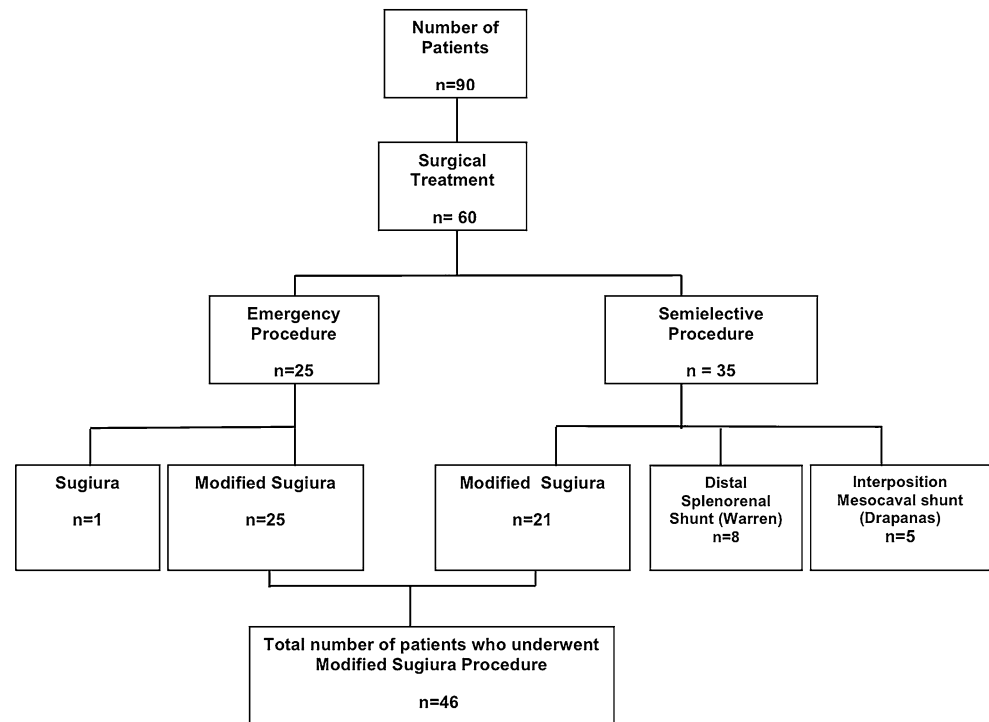 Number of
Patients
n=90
Surgical
Treatment
n= 60
Emergency
Procedure
n=25
Semielective
Procedure
n = 35
Sugiura
n=1
Modified Sugiura
n=25
Modified  Sugiura
n=21
Distal
Splenorenal
Shunt (Warren)
n=8
Interposition
Mesocaval shunt
(Drapanas)
n=5
Total number of patients who underwent
Modified Sugiura Procedure
n=46